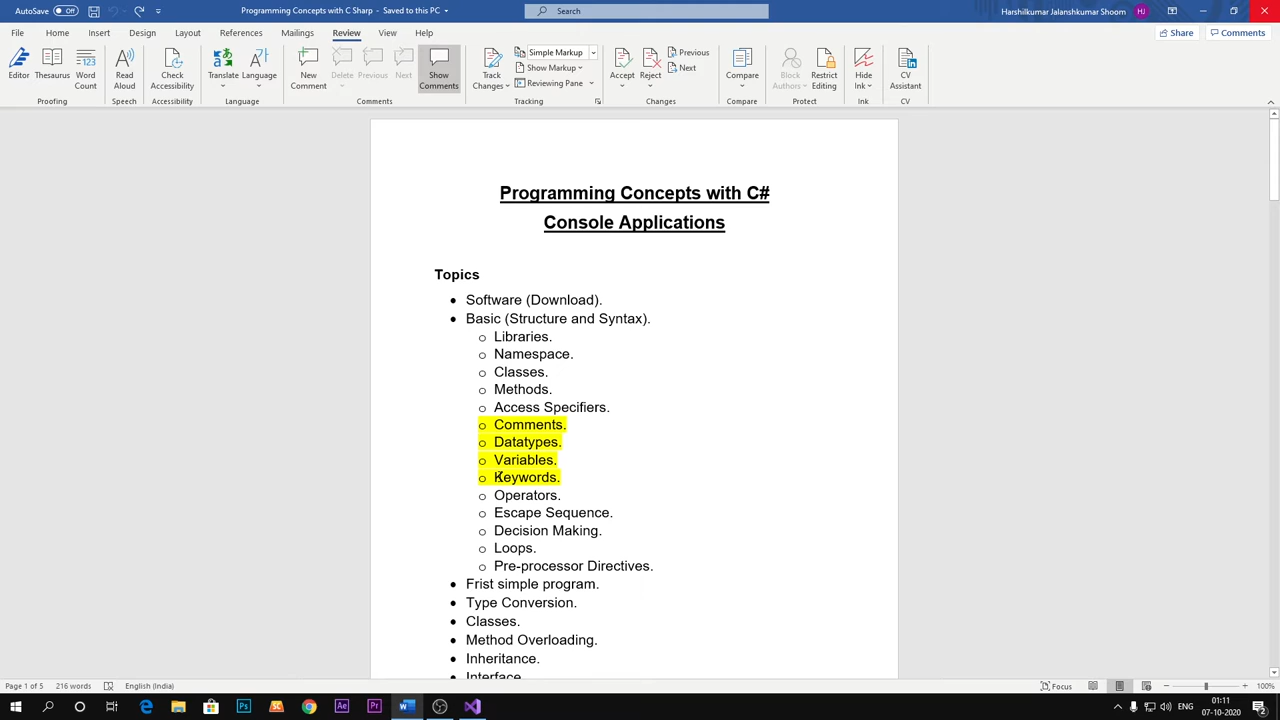 AutoSave Off
Programming Concepts with C Sharp - Saved to this PC
Search
Harshilkumar Jalanshkumar Shoom HJ
File Home Insert Design Layout References Mailings Review View Help
Share Comments
Editor Thesaurus Word Count
Read Aloud
Check Accessibility
Translate Language
New Comment Delete Previous Next Show Comments
Track Changes
Simple Markup
Show Markup
Reviewing Pane
Accept Reject
Previous
Next
Compare
Block Authors Restrict Editing
Hide Ink
CV Assistant
Proofing Speech Accessibility Language Comments Tracking Changes Compare Protect Ink CV
Programming Concepts with C#
Console Applications
Topics
• Software (Download).
• Basic (Structure and Syntax).
o Libraries.
o Namespace.
o Classes.
o Methods.
o Access Specifiers.
o Comments.
o Datatypes.
o Variables.
o Keywords.
o Operators.
o Escape Sequence.
o Decision Making.
o Loops.
o Pre-processor Directives.
• Frist simple program.
• Type Conversion.
• Classes.
• Method Overloading.
• Inheritance.
• Interface.
Page 1 of 5 216 words English (India)
Focus 100%
Ps Ae Pr
01:11
07-10-2020
2